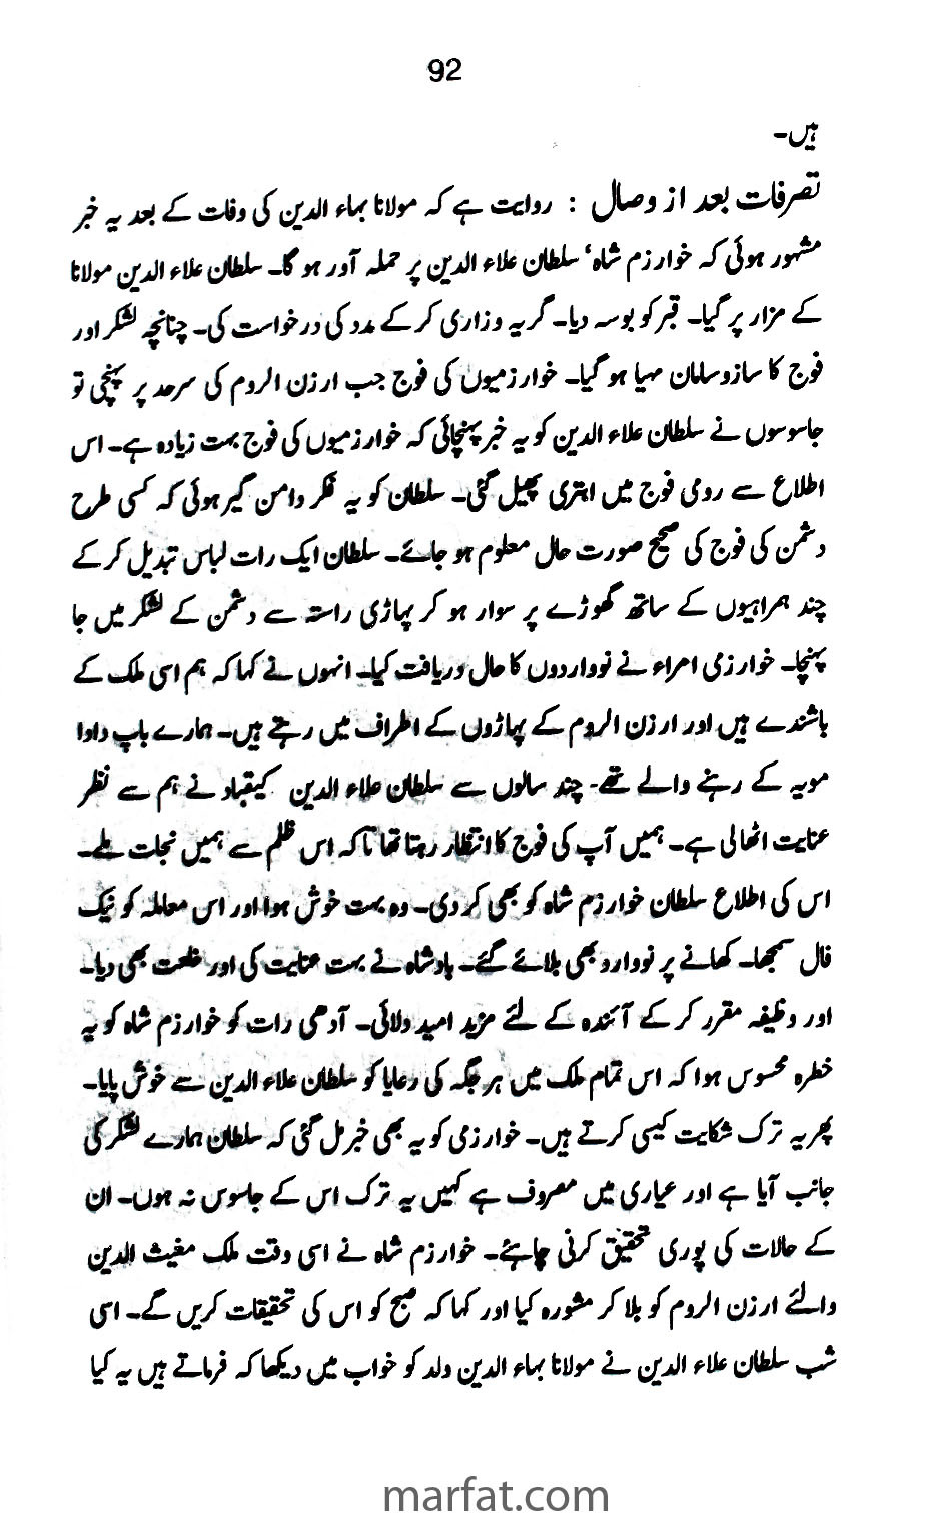 92
ہیں۔
تصرفات بعد از وصال : روایت ہے کہ مولانا بہاء الدین کی وفات کے بعد یہ خبر
مشہور ہوئی کہ خوارزم شاہ‘ سلطان علاء الدین پر حملہ آور ہو گا۔ سلطان علاء الدین مولانا
کے مزار پر گیا۔ قبر کو بوسہ دیا۔ گریہ و زاری کر کے مدد کی درخواست کی۔ چنانچہ لشکر اور
فوج کا سازوسامان مہیا ہو گیا۔ خوارزمیوں کی فوج جب ارزن الروم کی سرحد پر پہنچی تو
جاسوسوں نے سلطان علاء الدین کو یہ خبر پہنچائی کہ خوارزمیوں کی فوج بہت زیادہ ہے۔ اس
اطلاع سے رومی فوج میں ابتری پھیل گئی۔ سلطان کو یہ فکر دامن گیر ہوئی کہ کسی طرح
دشمن کی فوج کی صحیح صورت حال معلوم ہو جائے۔ سلطان ایک رات لباس تبدیل کر کے
چند ہمراہیوں کے ساتھ گھوڑے پر سوار ہو کر پہاڑی راستہ سے دشمن کے لشکر میں جا
پہنچا۔ خوارزمی امراء نے نوواردوں کا حال دریافت کیا۔ انہوں نے کہا کہ ہم اسی ملک کے
باشندے ہیں اور ارزن الروم کے پہاڑوں کے اطراف میں رہتے ہیں۔ ہمارے باپ دادا
مویہ کے رہنے والے تھے۔ چند سالوں سے سلطان علاء الدین کیقباد نے ہم سے نظر
عنایت اٹھالی ہے۔ ہمیں آپ کی فوج کا انتظار رہتا تھا تاکہ اس ظلم سے ہمیں نجات ملے۔
اس کی اطلاع سلطان خوارزم شاہ کو بھی کر دی۔ وہ بہت خوش ہوا اور اس معاملہ کو نیک
فال سمجھا۔ کھانے پر نووارد بھی بلائے گئے۔ بادشاہ نے بہت عنایت کی اور خلعت بھی دیا۔
اور وظیفہ مقرر کر کے آئندہ کے لئے مزید امید دلائی۔ آدھی رات کو خوارزم شاہ کو یہ
خطرہ محسوس ہوا کہ اس تمام ملک میں ہر جگہ کی رعایا کو سلطان علاء الدین سے خوش پایا۔
پھر یہ ترک شکایت کیسی کرتے ہیں۔ خوارزمی کو یہ بھی خبر مل گئی کہ سلطان ہمارے لشکر کی
جانب آیا ہے اور عیاری میں معروف ہے کہیں یہ ترک اس کے جاسوس نہ ہوں۔ ان
کے حالات کی پوری تحقیق کرنی چاہئے۔ خوارزم شاہ نے اسی وقت ملک مغیث الدین
والئے ارزن الروم کو بلا کر مشورہ کیا اور کہا کہ صبح کو اس کی تحقیقات کریں گے۔ اسی
شب سلطان علاء الدین نے مولانا بہاء الدین ولد کو خواب میں دیکھا کہ فرماتے ہیں یہ کیا
marfat.com